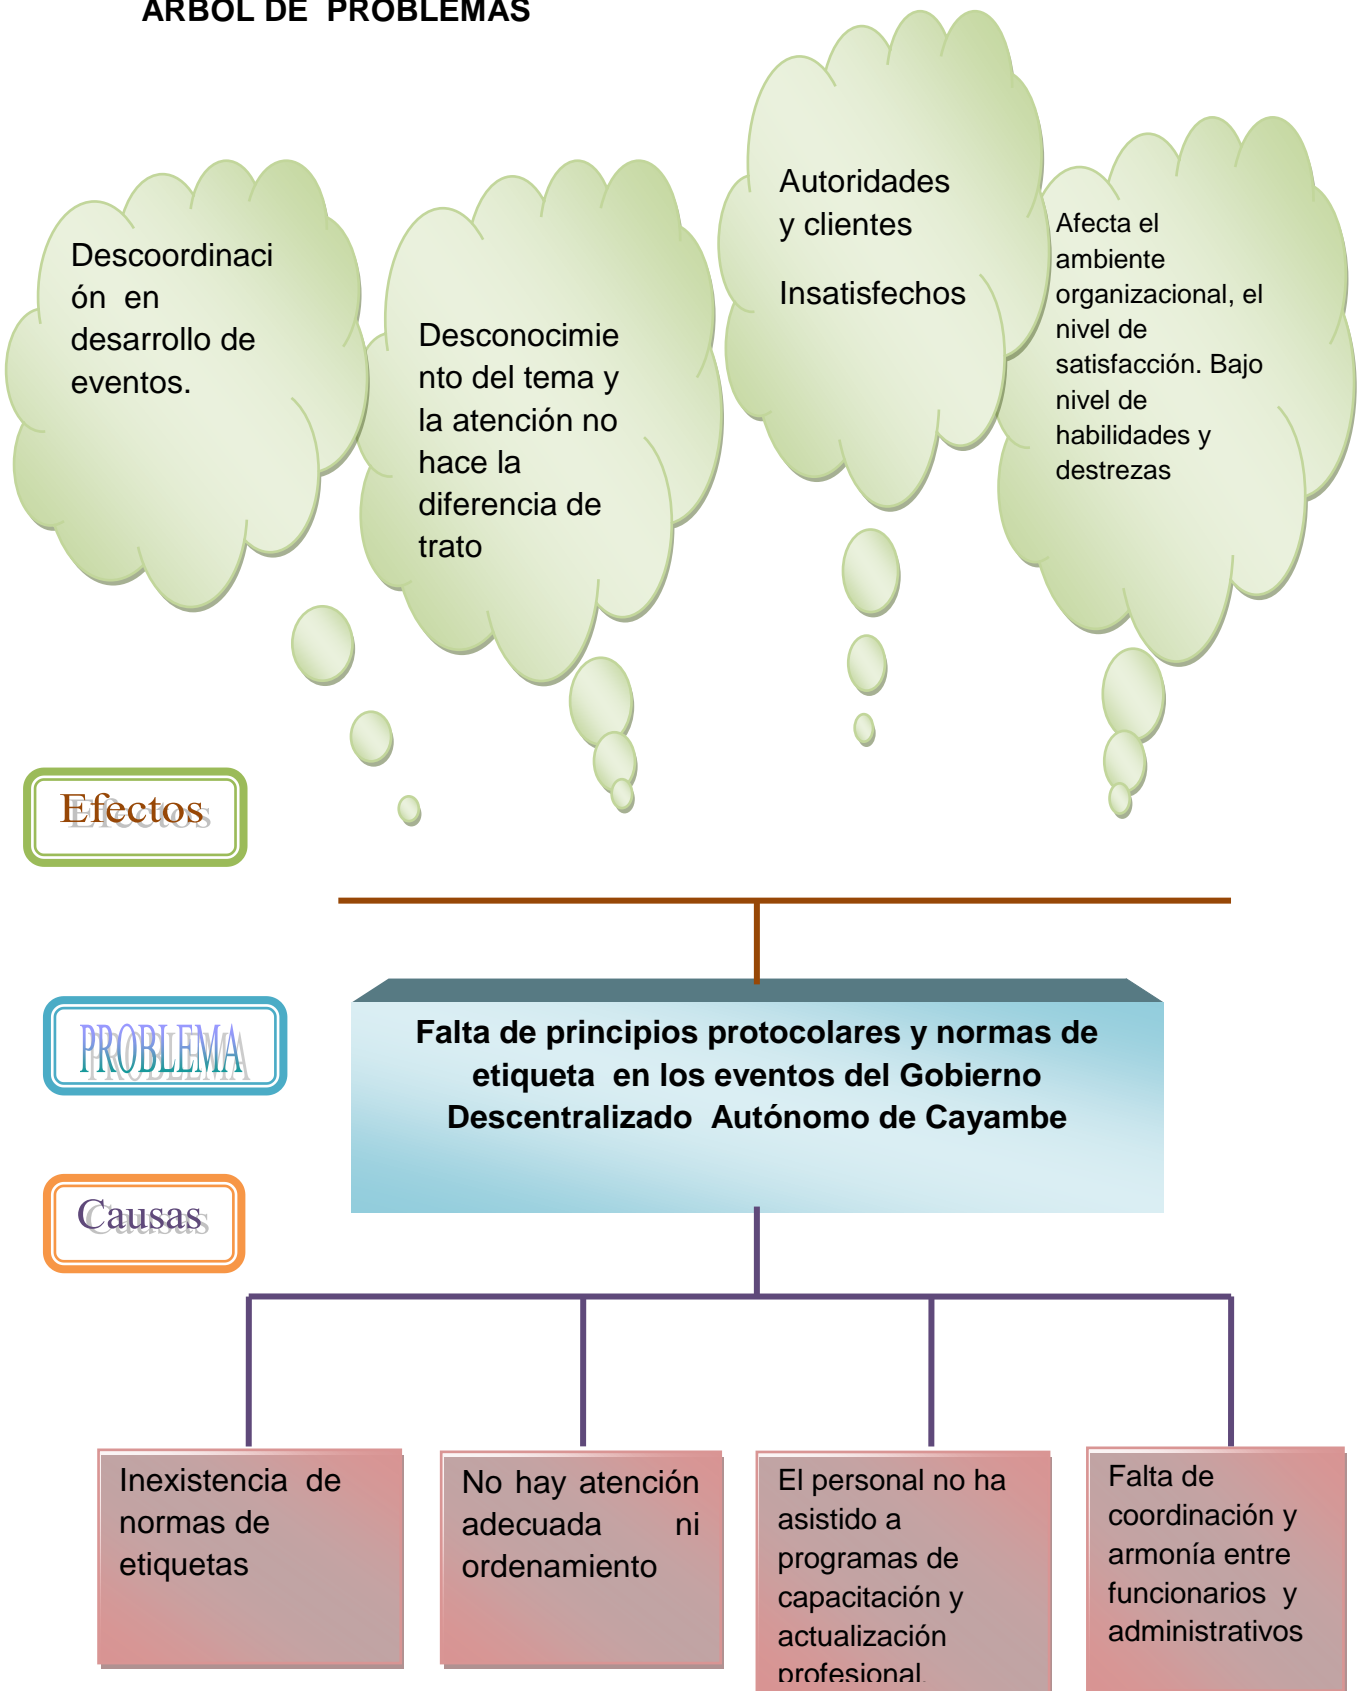 ÁRBOL DE PROBLEMAS
Descoordinaci
ón en
desarrollo de
eventos.
Desconocimie
nto del tema y
la atención no
hace la
diferencia de
trato
Autoridades
y clientes
Insatisfechos
Afecta el
ambiente
organizacional, el
nivel de
satisfacción. Bajo
nivel de
habilidades y
destrezas
Efectos
PROBLEMA
Falta de principios protocolares y normas de
etiqueta en los eventos del Gobierno
Descentralizado Autónomo de Cayambe
Causas
Inexistencia de
normas de
etiquetas
No hay atención
adecuada ni
ordenamiento
El personal no ha
asistido a
programas de
capacitación y
actualización
profesional.
Falta de
coordinación y
armonía entre
funcionarios y
administrativos